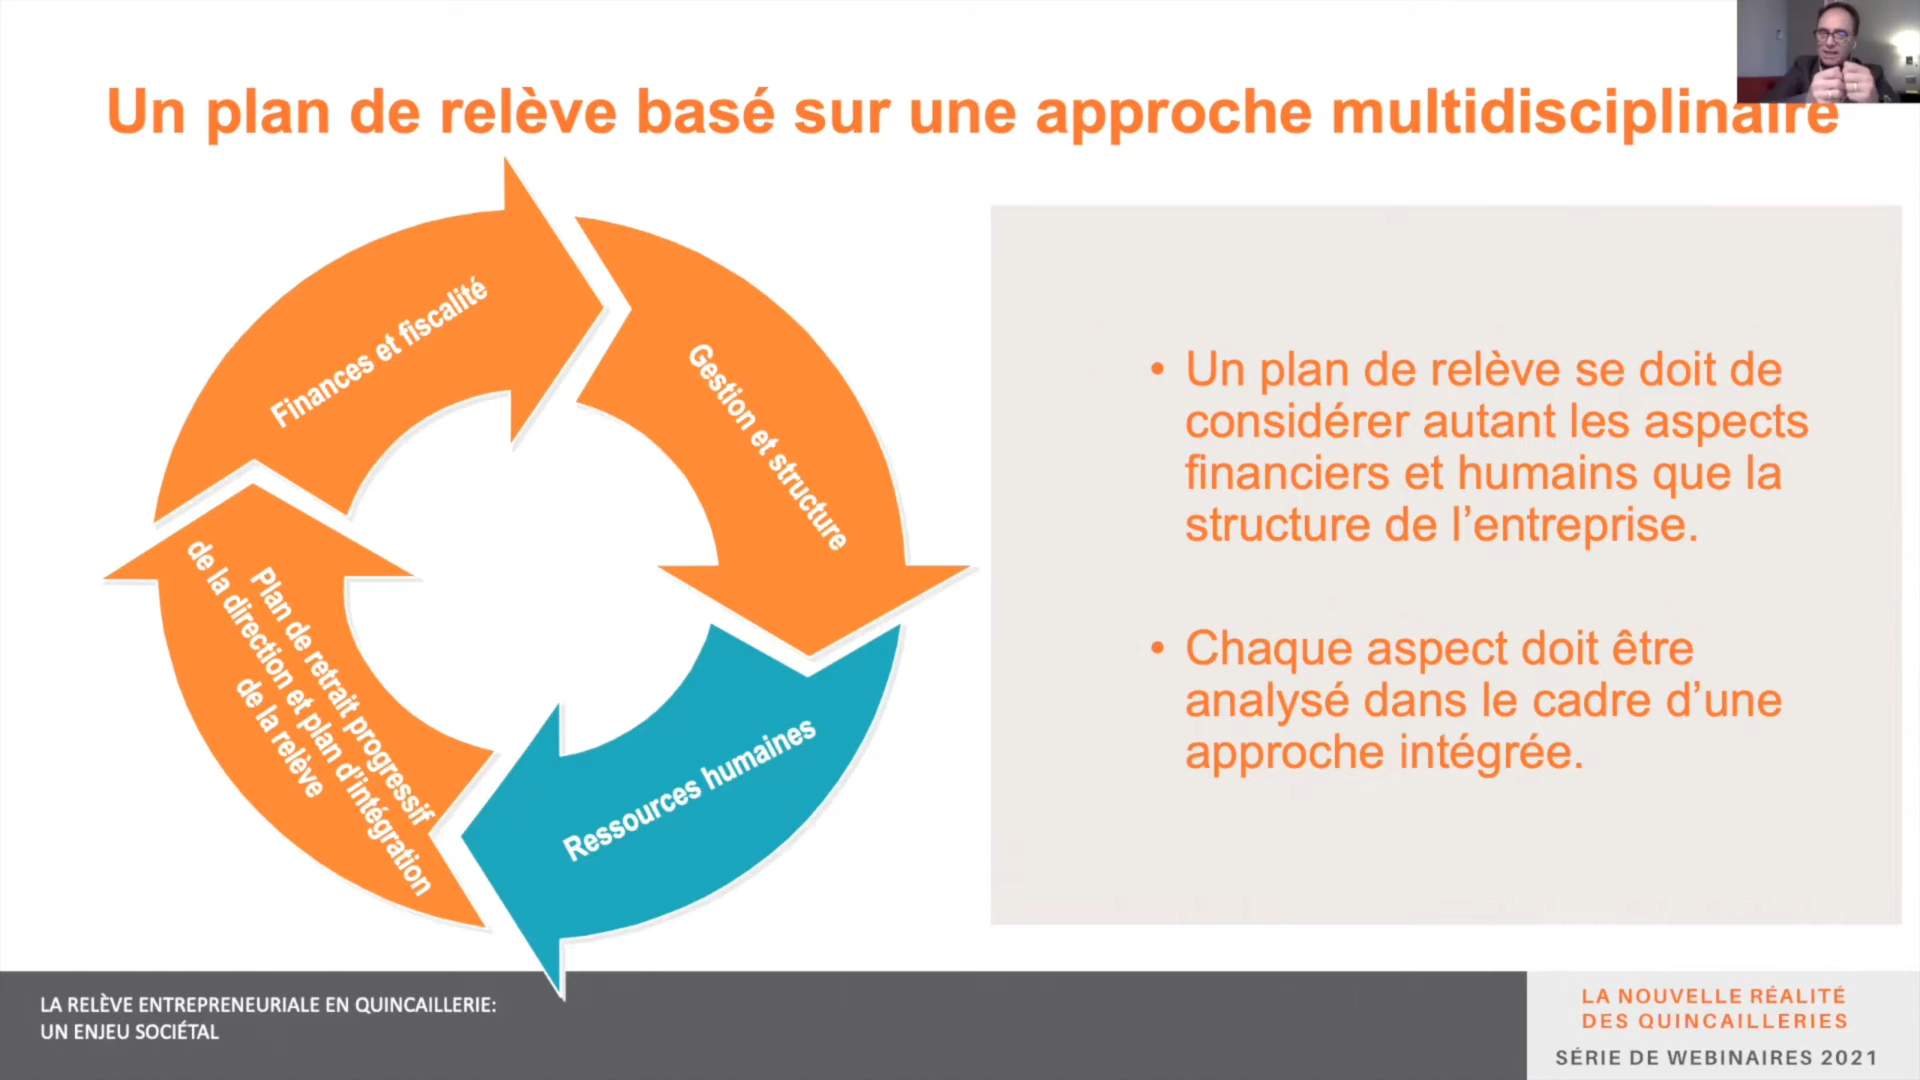 Un plan de relève basé sur une approche multidisciplinaire
Finances et fiscalité
Gestion et structure
Ressources humaines
Plan de retrait progressif
de la direction et plan d'intégration
de la relève
• Un plan de relève se doit de
considérer autant les aspects
financiers et humains que la
structure de l’entreprise.
• Chaque aspect doit être
analysé dans le cadre d’une
approche intégrée.
LA RELÈVE ENTREPRENEURIALE EN QUINCAILLERIE:
UN ENJEU SOCIÉTAL
LA NOUVELLE RÉALITÉ
DES QUINCAILLERIES
SÉRIE DE WEBINAIRES 2021